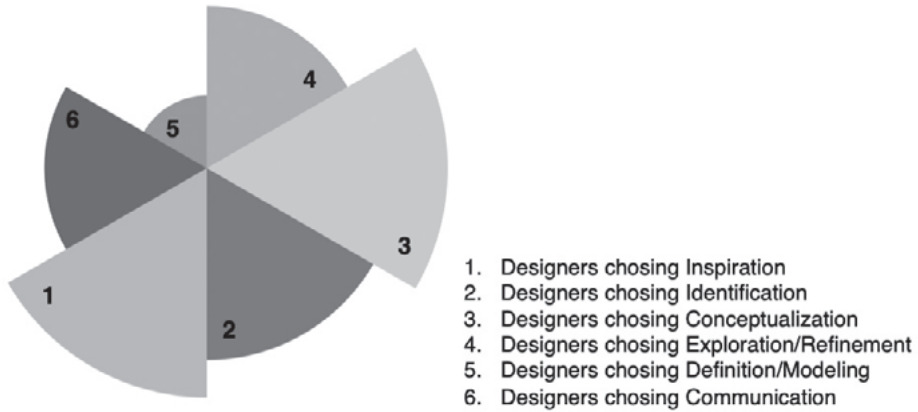 4
6
5
3
1
2
1. Designers chosing Inspiration
2. Designers chosing Identification
3. Designers chosing Conceptualization
4. Designers chosing Exploration/Refinement
5. Designers chosing Definition/Modeling
6. Designers chosing Communication